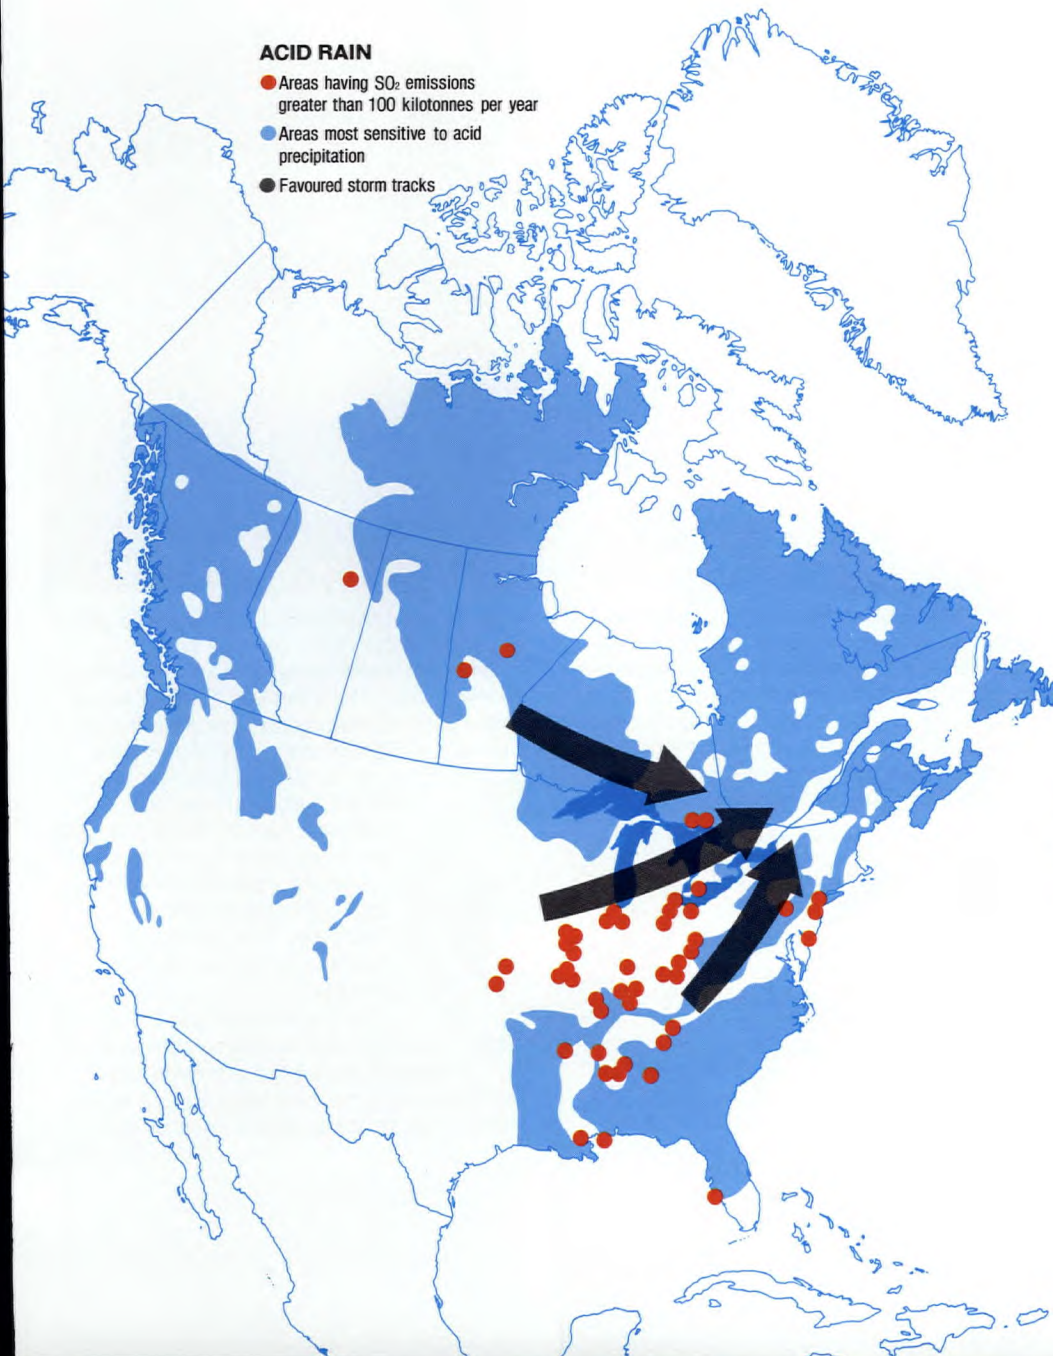 ACID RAIN
Areas having SO₂ emissions
greater than 100 kilotonnes per year
Areas most sensitive to acid
precipitation
Favoured storm tracks